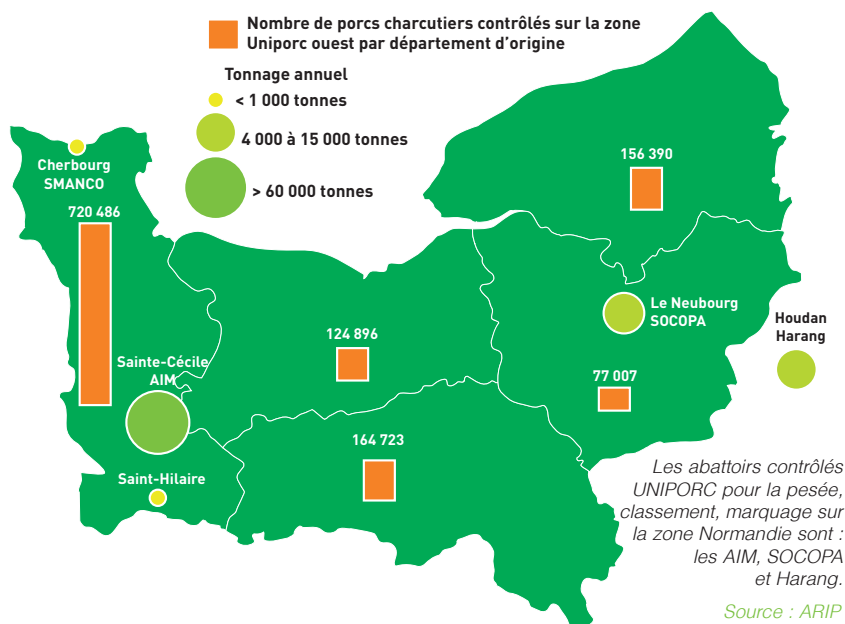 Nombre de porcs charcutiers contrôlés sur la zone
Uniporc ouest par département d'origine
Tonnage annuel
< 1 000 tonnes
4 000 à 15 000 tonnes
> 60 000 tonnes
Cherbourg
SMANCO
720 486
156 390
Le Neubourg
SOCOPA
Houdan
Harang
124 896
Sainte-Cécile
AIM
77 007
164 723
Saint-Hilaire
Les abattoirs contrôlés
UNIPORC pour la pesée,
classement, marquage sur
la zone Normandie sont :
les AIM, SOCOPA
et Harang.
Source : ARIP